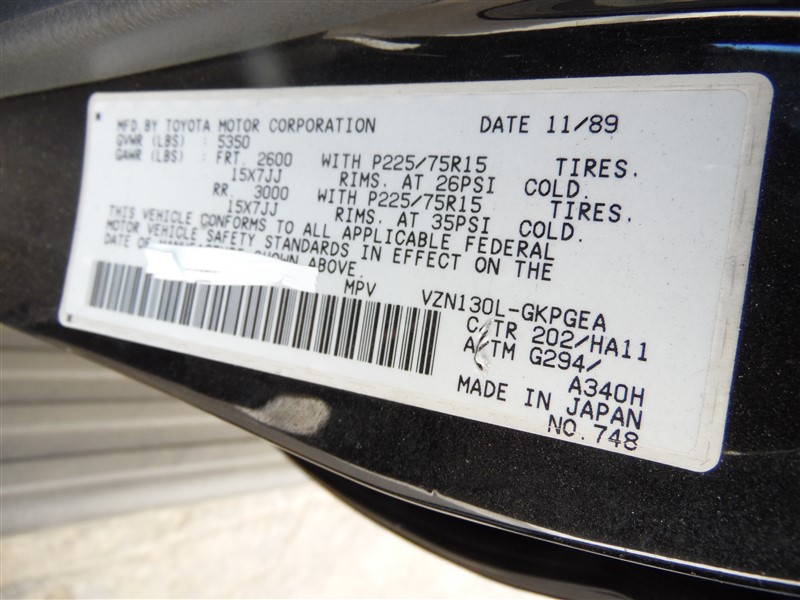 MFD BY TOYOTA MOTOR CORPORATION DATE 11/89
GVWR (LBS) : 5350
GAWR (LBS) : FRT. 2600 WITH P225/75R15 TIRES.
15X7JJ RIMS. AT 26PSI COLD.
RR. 3000 WITH P225/75R15 TIRES.
15X7JJ RIMS. AT 35PSI COLD.
THIS VEHICLE CONFORMS TO ALL APPLICABLE FEDERAL
MOTOR VEHICLE SAFETY STANDARDS IN EFFECT ON THE
DATE OF SHOWN ABOVE.
MPV VZN130L-GKPGEA
C/TR 202/HA11
A/TM G294/
A340H
MADE IN JAPAN
NO.748